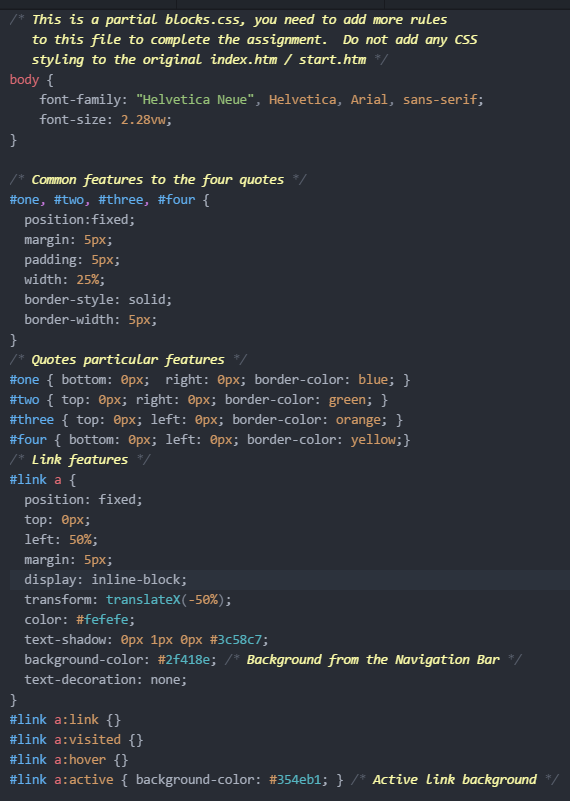 /* This is a partial blocks.css, you need to add more rules
   to this file to complete the assignment.  Do not add any CSS
   styling to the original index.htm / start.htm */
body {
    font-family: "Helvetica Neue", Helvetica, Arial, sans-serif;
    font-size: 2.28vw;
}

/* Common features to the four quotes */
#one, #two, #three, #four {
  position:fixed;
  margin: 5px;
  padding: 5px;
  width: 25%;
  border-style: solid;
  border-width: 5px;
}
/* Quotes particular features */
#one { bottom: 0px;  right: 0px; border-color: blue; }
#two { top: 0px; right: 0px; border-color: green; }
#three { top: 0px; left: 0px; border-color: orange; }
#four { bottom: 0px; left: 0px; border-color: yellow;}
/* Link features */
#link a {
  position: fixed;
  top: 0px;
  left: 50%;
  margin: 5px;
  display: inline-block;
  transform: translateX(-50%);
  color: #fefefe;
  text-shadow: 0px 1px 0px #3c58c7;
  background-color: #2f418e; /* Background from the Navigation Bar */
  text-decoration: none;
}
#link a:link {}
#link a:visited {}
#link a:hover {}
#link a:active { background-color: #354eb1; } /* Active link background */